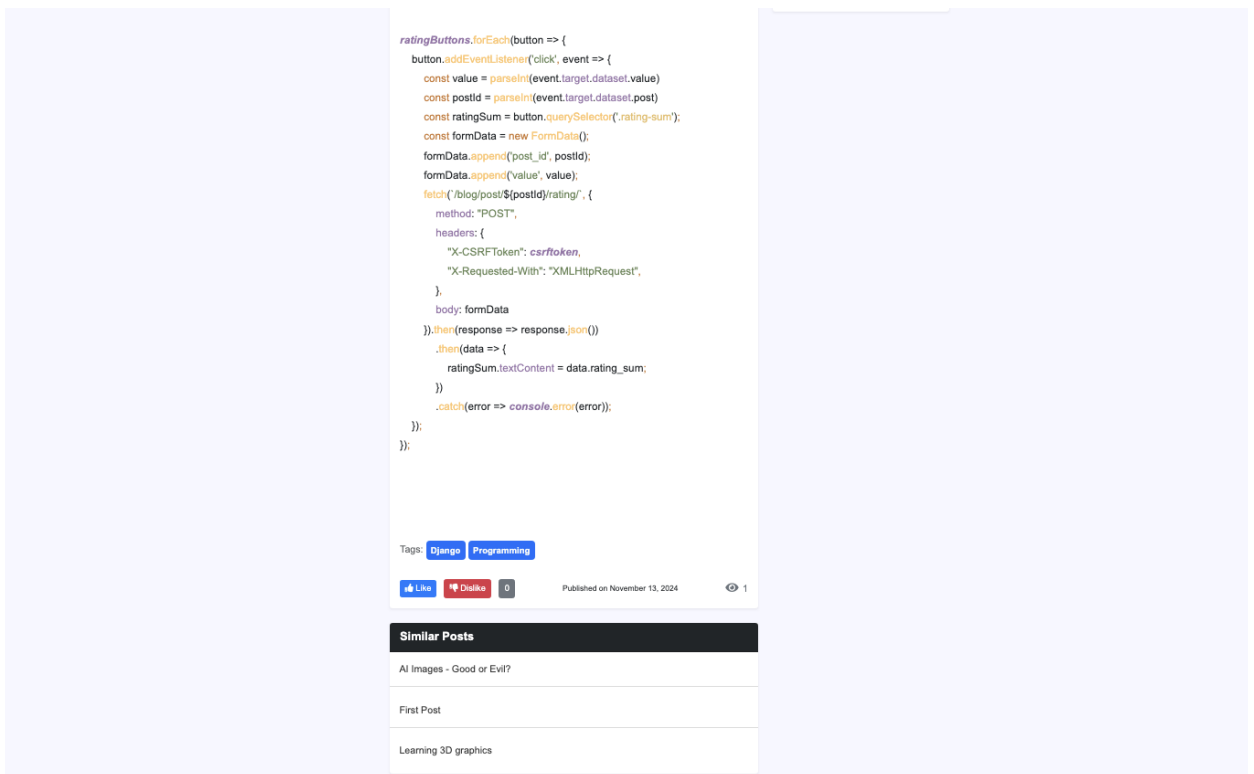 ratingButtons.forEach(button => {
button.addEventListener('click', event => {
const value = parseInt(event.target.dataset.value)
const postId = parseInt(event.target.dataset.post)
const ratingSum = button.querySelector('.rating-sum');
const formData = new FormData();
formData.append('post_id', postId);
formData.append('value', value);
fetch(`/blog/post/${postId}/rating/`, {
method: "POST",
headers: {
"X-CSRFToken": csrftoken,
"X-Requested-With": "XMLHttpRequest",
},
body: formData
}).then(response => response.json())
.then(data => {
ratingSum.textContent = data.rating_sum;
})
.catch(error => console.error(error));
});
});
Tags: Django Programming
Like Dislike 0 Published on November 13, 2024 1
Similar Posts
AI Images - Good or Evil?
First Post
Learning 3D graphics